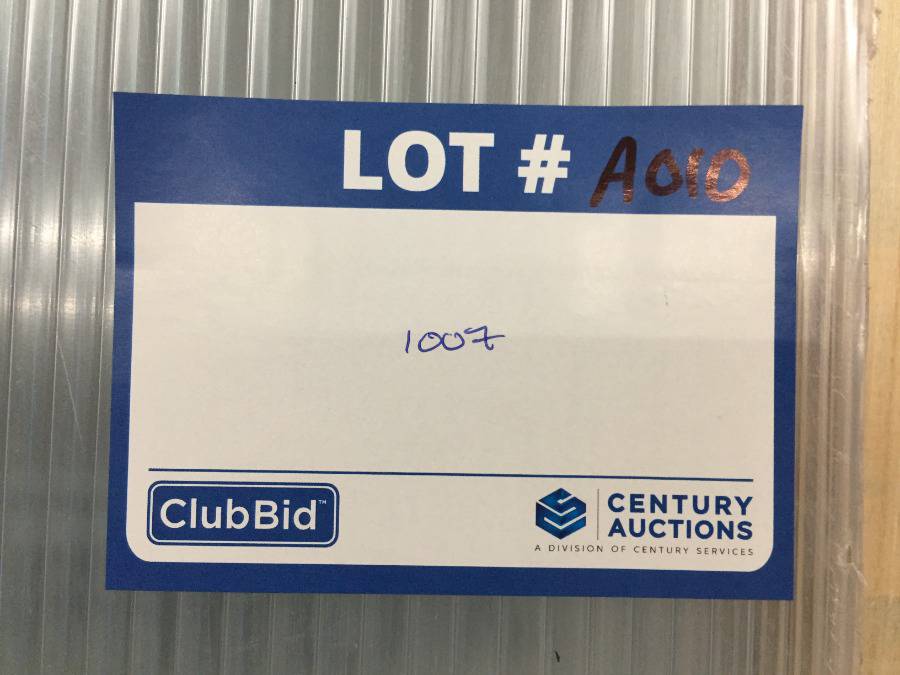 LOT # A010
1007
ClubBid™
CENTURY
AUCTIONS
A DIVISION OF CENTURY SERVICES